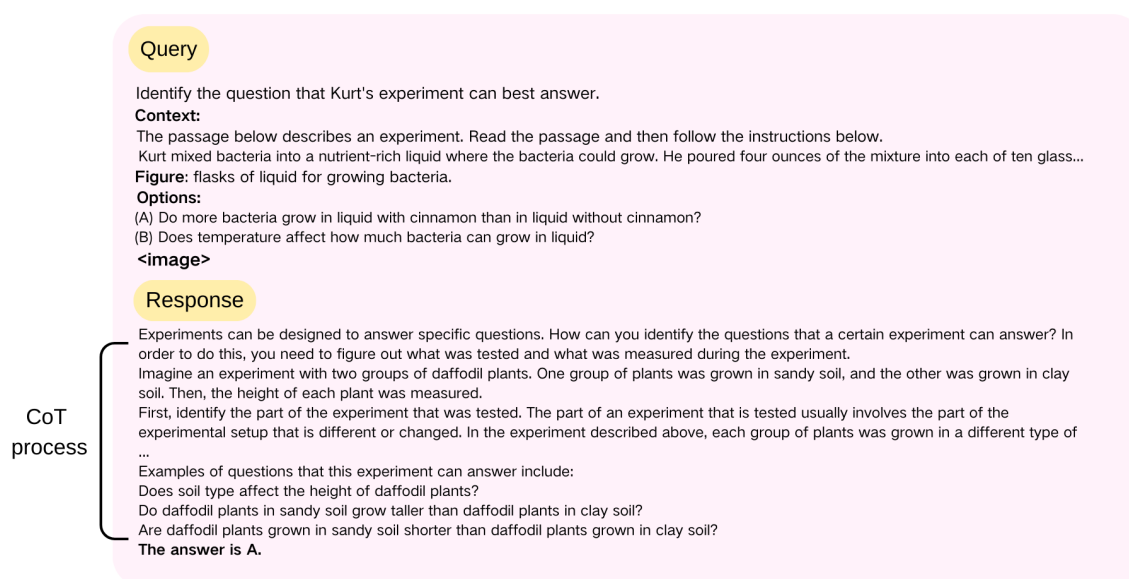 Query
Identify the question that Kurt's experiment can best answer.
Context:
The passage below describes an experiment. Read the passage and then follow the instructions below.
Kurt mixed bacteria into a nutrient-rich liquid where the bacteria could grow. He poured four ounces of the mixture into each of ten glass...
Figure: flasks of liquid for growing bacteria.
Options:
(A) Do more bacteria grow in liquid with cinnamon than in liquid without cinnamon?
(B) Does temperature affect how much bacteria can grow in liquid?
<image>
Response
Experiments can be designed to answer specific questions. How can you identify the questions that a certain experiment can answer? In
order to do this, you need to figure out what was tested and what was measured during the experiment.
Imagine an experiment with two groups of daffodil plants. One group of plants was grown in sandy soil, and the other was grown in clay
soil. Then, the height of each plant was measured.
First, identify the part of the experiment that was tested. The part of an experiment that is tested usually involves the part of the
experimental setup that is different or changed. In the experiment described above, each group of plants was grown in a different type of
...
Examples of questions that this experiment can answer include:
Does soil type affect the height of daffodil plants?
Do daffodil plants in sandy soil grow taller than daffodil plants in clay soil?
Are daffodil plants grown in sandy soil shorter than daffodil plants grown in clay soil?
The answer is A.
CoT
process